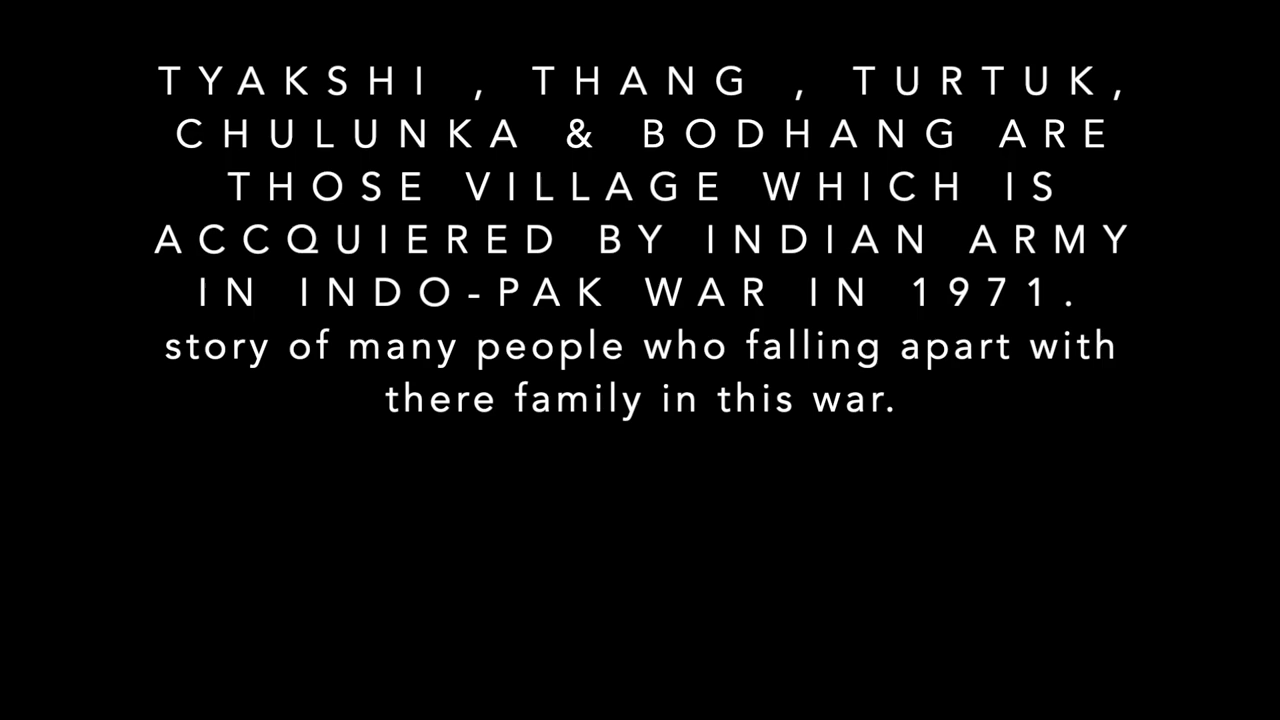 TYAKSHI , THANG , TURTUK,
CHULUNKA & BODHANG ARE
THOSE VILLAGE WHICH IS
ACCQUIERED BY INDIAN ARMY
IN INDO-PAK WAR IN 1971.
story of many people who falling apart with
there family in this war.